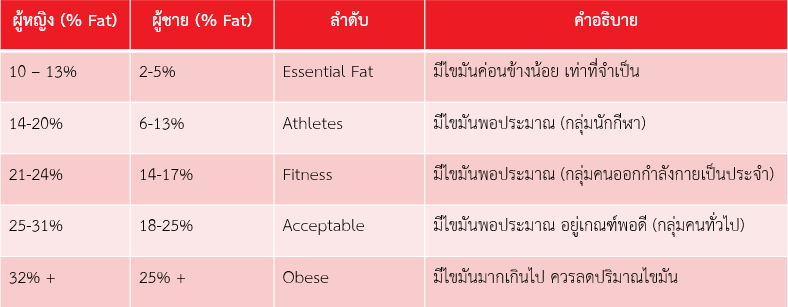 ผู้หญิง (% Fat) ผู้ชาย (% Fat) ลำดับ คำอธิบาย
10 – 13% 2-5% Essential Fat มีไขมันค่อนข้างน้อย เท่าที่จำเป็น
14-20% 6-13% Athletes มีไขมันพอประมาณ (กลุ่มนักกีฬา)
21-24% 14-17% Fitness มีไขมันพอประมาณ (กลุ่มคนออกกำลังกายเป็นประจำ)
25-31% 18-25% Acceptable มีไขมันพอประมาณ อยู่เกณฑ์พอดี (กลุ่มคนทั่วไป)
32% + 25% + Obese มีไขมันมากเกินไป ควรลดปริมาณไขมัน